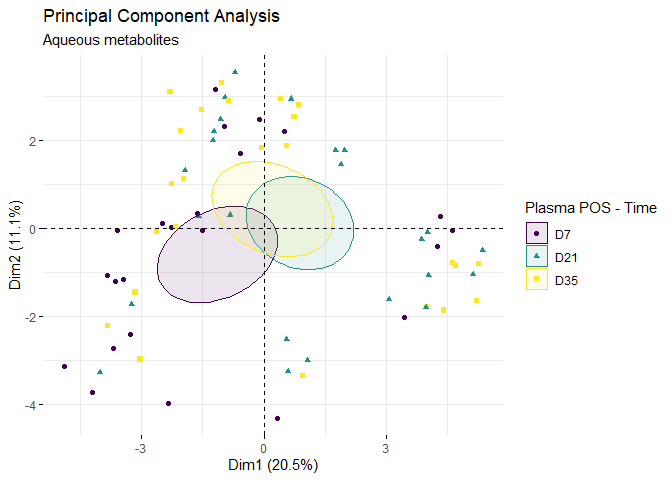 Principal Component Analysis
Aqueous metabolites
Dim2 (11.1%)
2
0
-2
-4
-3
0
3
Dim1 (20.5%)
Plasma POS - Time
D7
D21
D35